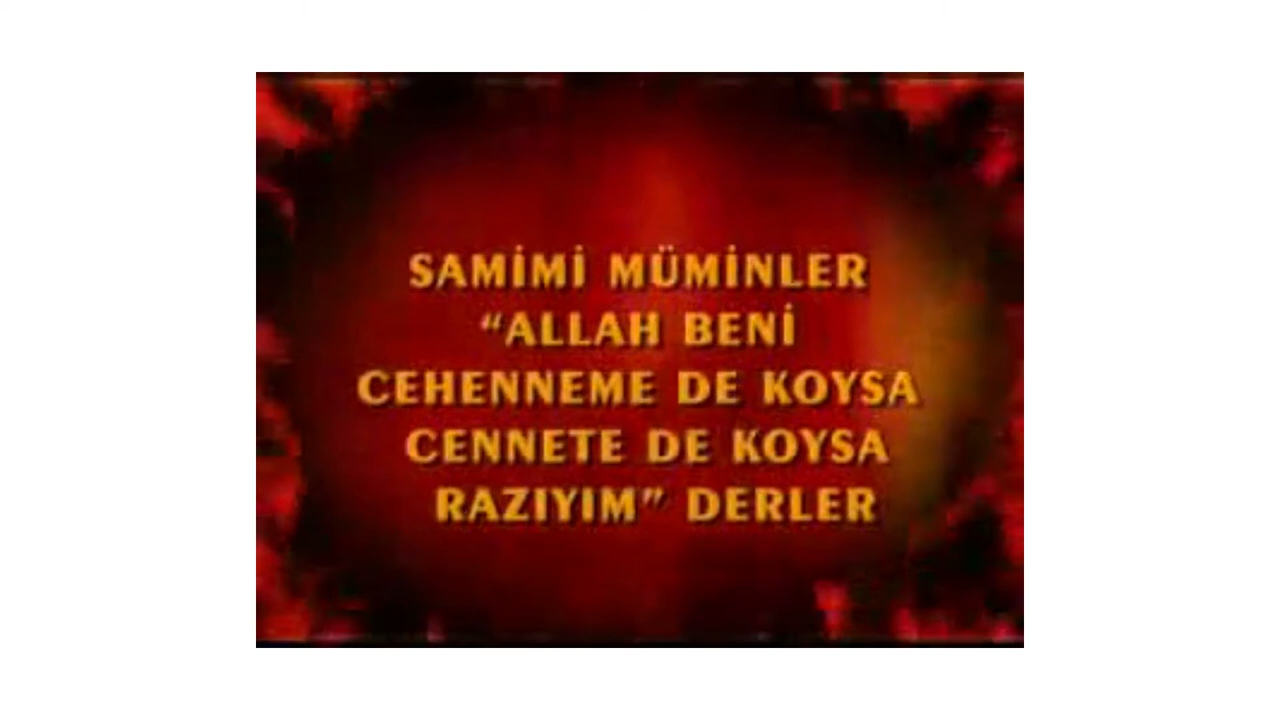 SAMİMİ MÜMİNLER
“ALLAH BENİ
CEHENNEME DE KOYSA
CENNETE DE KOYSA
RAZIYIM” DERLER